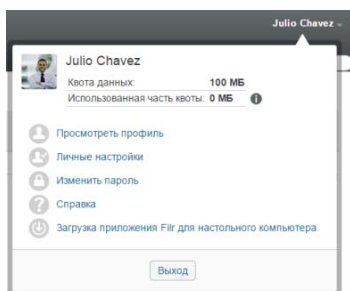 Julio Chavez
Julio Chavez
Квота данных: 100 МБ
Использованная часть квоты: 0 МБ
Просмотреть профиль
Личные настройки
Изменить пароль
Справка
Загрузка приложения Filr для настольного компьютера
Выход